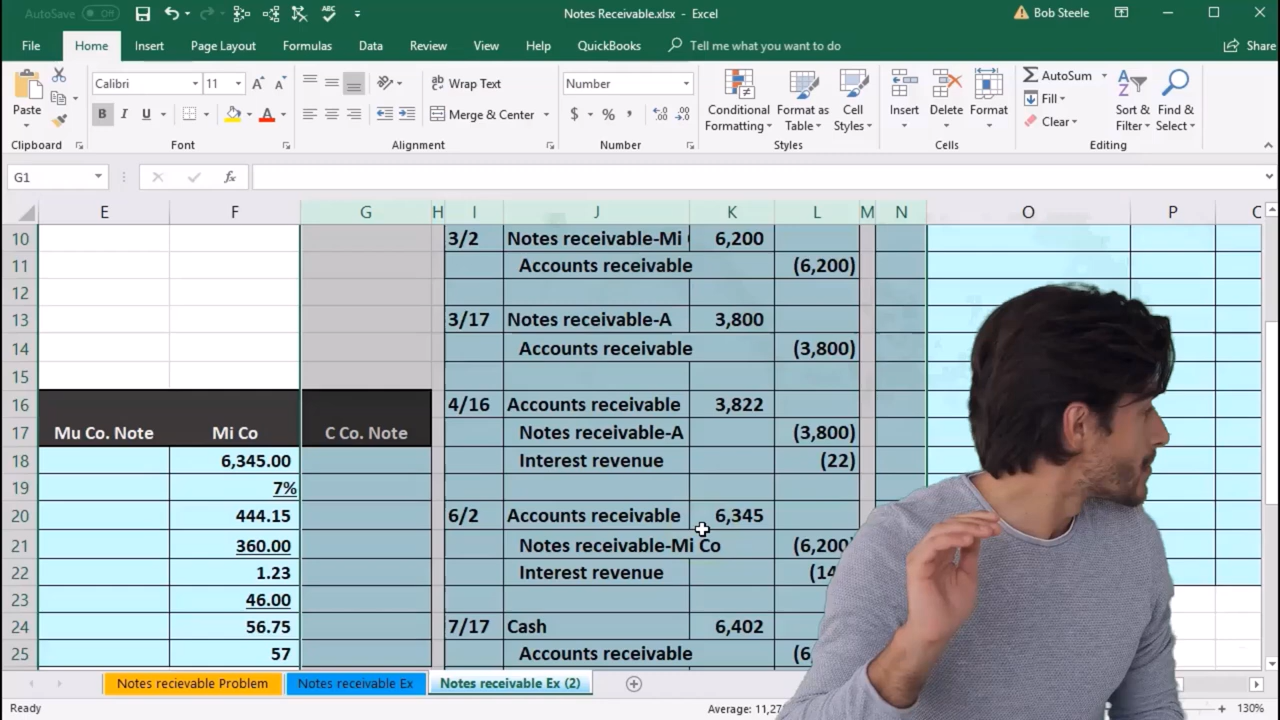 AutoSave Off Notes Receivable.xlsx - Excel Bob Steele
File Home Insert Page Layout Formulas Data Review View Help QuickBooks Tell me what you want to do Share
Calibri 11 Wrap Text Number AutoSum
Paste B I U Merge & Center $ % Conditional Formatting Format as Table Cell Styles Insert Delete Format Fill Clear Sort & Filter Find & Select
Clipboard Font Alignment Number Styles Cells Editing
G1 fx
E F G H I J K L M N O P
10 3/2 Notes receivable-Mi 6,200
11 Accounts receivable (6,200)
12
13 3/17 Notes receivable-A 3,800
14 Accounts receivable (3,800)
15
16 4/16 Accounts receivable 3,822
17 Mu Co. Note Mi Co C Co. Note Notes receivable-A (3,800)
18 6,345.00 Interest revenue (22)
19 7%
20 444.15 6/2 Accounts receivable 6,345
21 360.00 Notes receivable-Mi Co (6,200)
22 1.23 Interest revenue (14
23 46.00
24 56.75 7/17 Cash 6,402
25 57 Accounts receivable (6,
Notes recievable Problem Notes receivable Ex Notes receivable Ex (2)
Ready Average: 11,27 130%